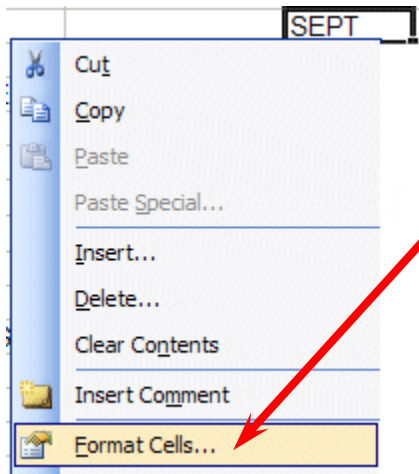 SEPT
Cut
Copy
Paste
Paste Special...
Insert...
Delete...
Clear Contents
Insert Comment
Format Cells...